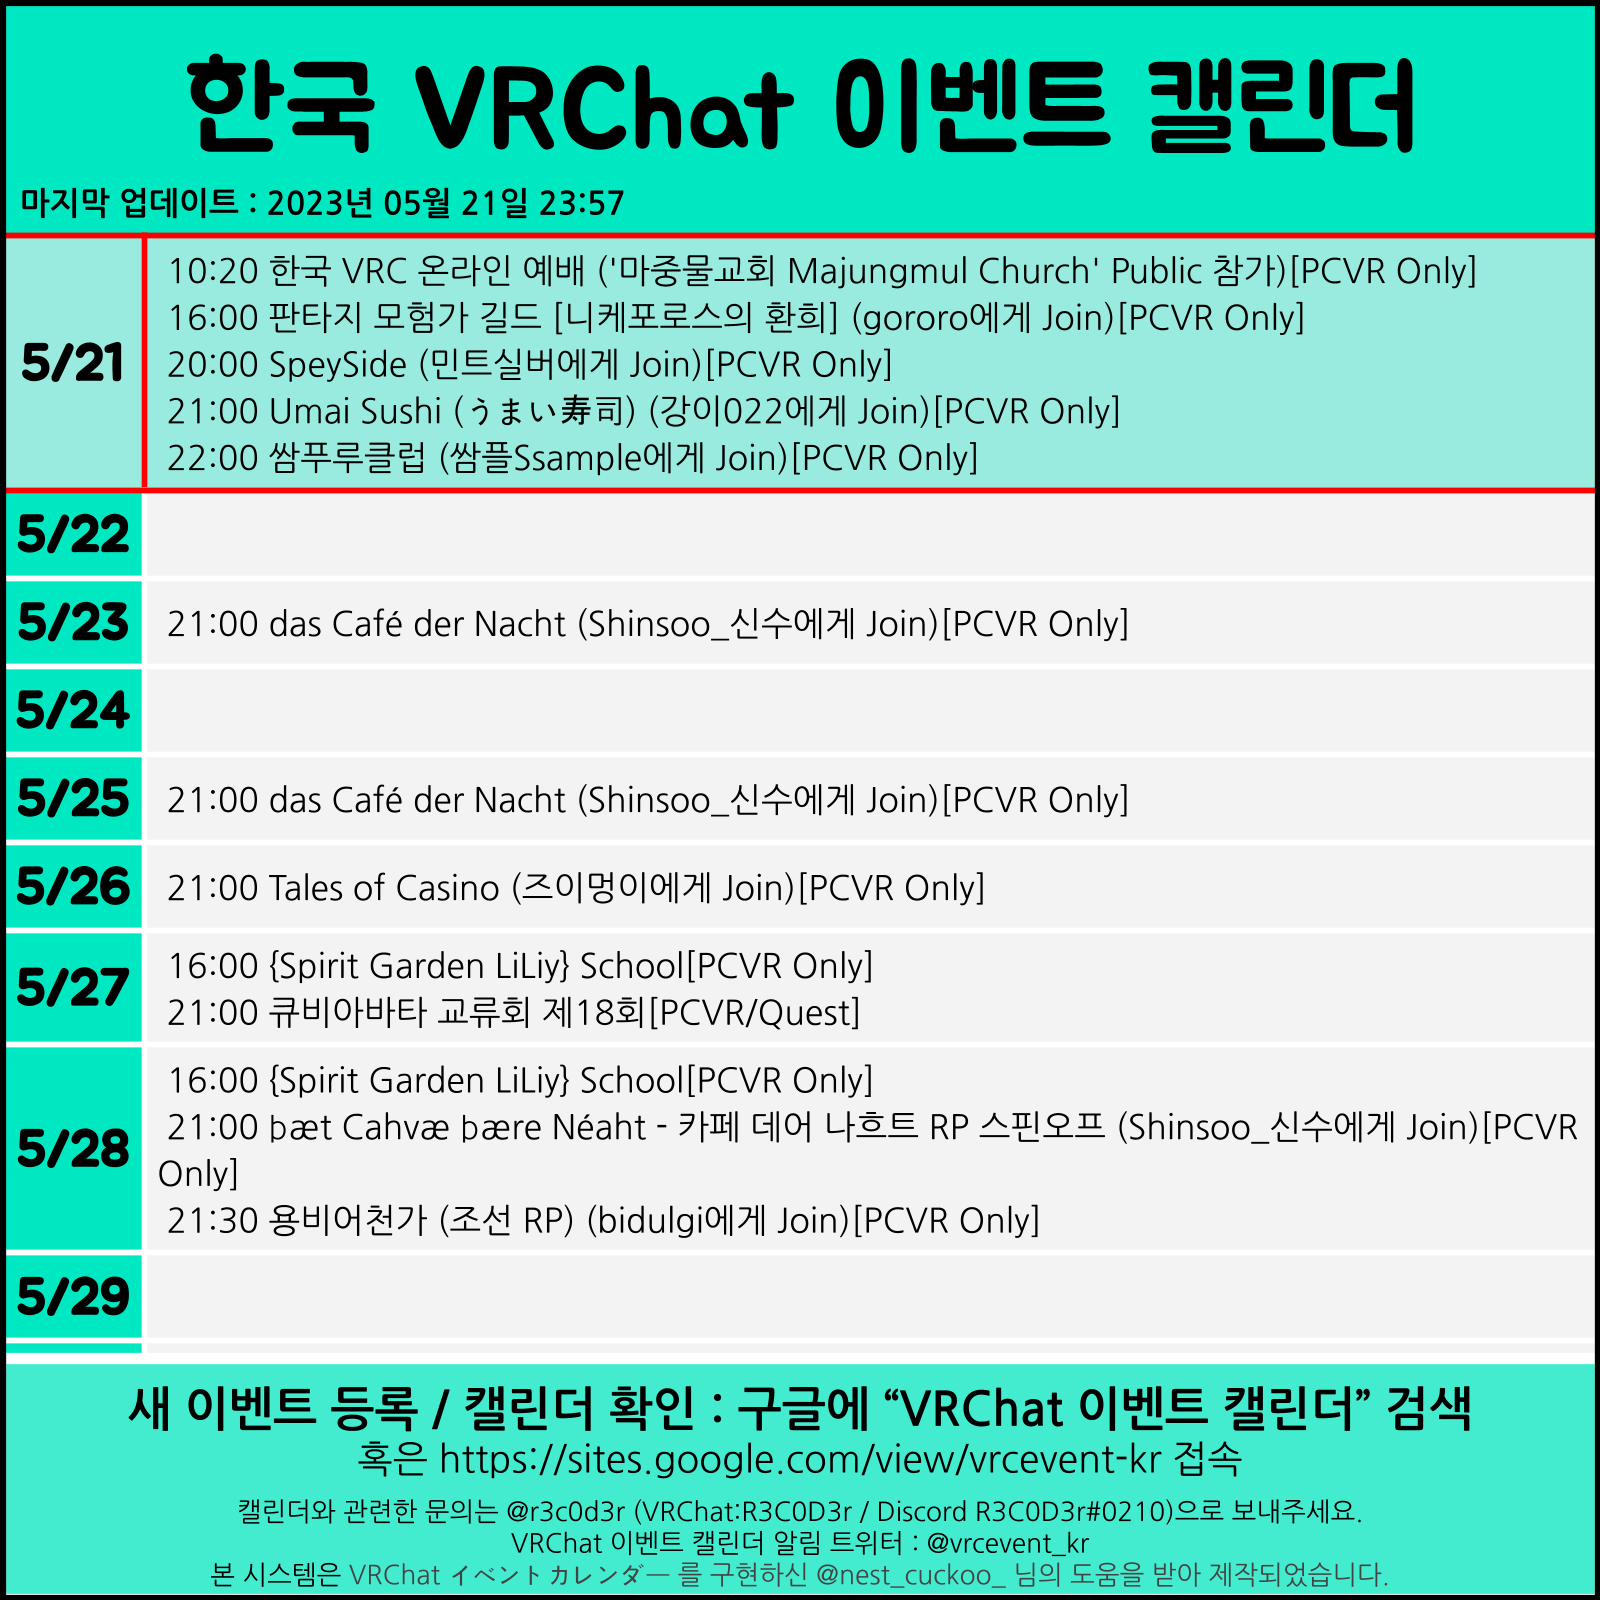 한국 VRChat 이벤트 캘린더
마지막 업데이트 : 2023년 05월 21일 23:57
5/21
10:20 한국 VRC 온라인 예배 ('마중물교회 Majungmul Church' Public 참가)[PCVR Only]
16:00 판타지 모험가 길드 [니케포로스의 환희] (gororo에게 Join)[PCVR Only]
20:00 SpeySide (민트실버에게 Join)[PCVR Only]
21:00 Umai Sushi (うまい寿司) (강이022에게 Join)[PCVR Only]
22:00 쌈푸루클럽 (쌈플Ssample에게 Join)[PCVR Only]
5/22
5/23
21:00 das Café der Nacht (Shinsoo_신수에게 Join)[PCVR Only]
5/24
5/25
21:00 das Café der Nacht (Shinsoo_신수에게 Join)[PCVR Only]
5/26
21:00 Tales of Casino (즈이멍이에게 Join)[PCVR Only]
5/27
16:00 {Spirit Garden LiLiy} School[PCVR Only]
21:00 큐비아바타 교류회 제18회[PCVR/Quest]
5/28
16:00 {Spirit Garden LiLiy} School[PCVR Only]
21:00 þæt Cahvæ þære Néaht - 카페 데어 나흐트 RP 스핀오프 (Shinsoo_신수에게 Join)[PCVR
Only]
21:30 용비어천가 (조선 RP) (bidulgi에게 Join)[PCVR Only]
5/29
새 이벤트 등록 / 캘린더 확인 : 구글에 “VRChat 이벤트 캘린더” 검색
혹은 https://sites.google.com/view/vrcevent-kr 접속
캘린더와 관련한 문의는 @r3c0d3r (VRChat:R3C0D3r / Discord R3C0D3r#0210)으로 보내주세요.
VRChat 이벤트 캘린더 알림 트위터 : @vrcevent_kr
본 시스템은 VRChat イベントカレンダー 를 구현하신 @nest_cuckoo_ 님의 도움을 받아 제작되었습니다.